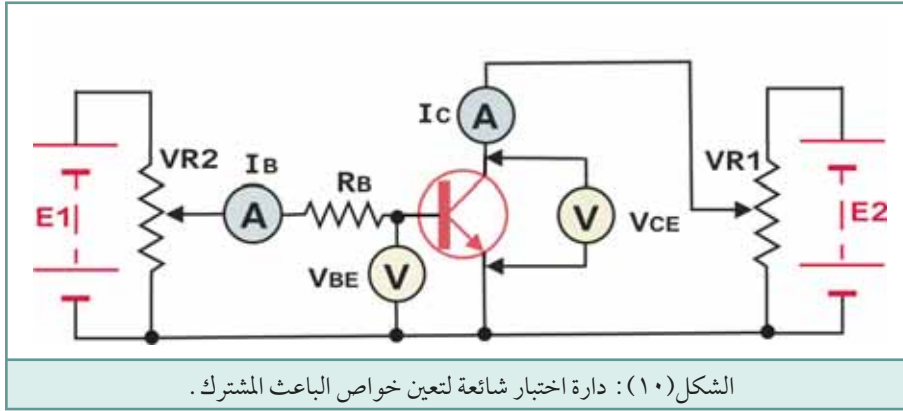 IC
A
VR2
IB
RB
VR1
E1
A
V
VCE
E2
VBE
V
الشكل(١٠): دارة اختبار شائعة لتعين خواص الباعث المشترك.